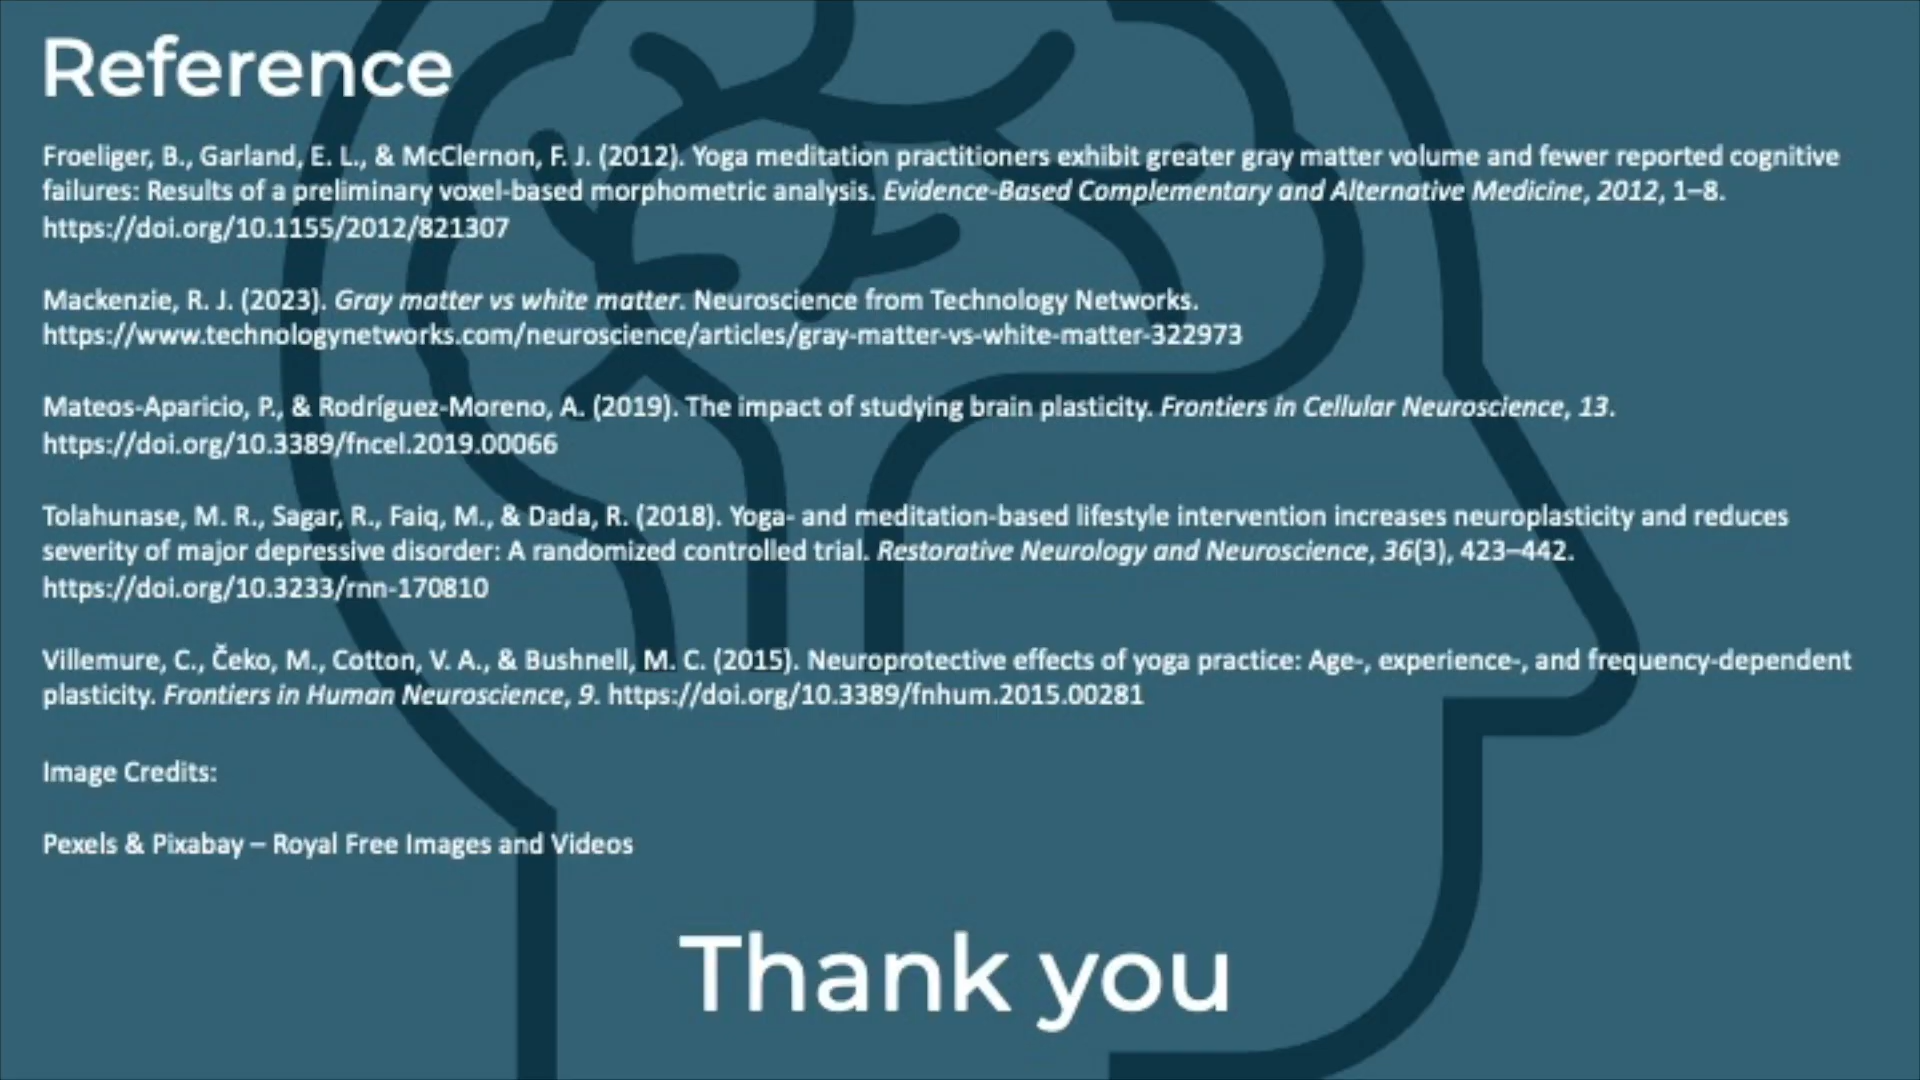 Reference
Froeliger, B., Garland, E. L., & McClernon, F. J. (2012). Yoga meditation practitioners exhibit greater gray matter volume and fewer reported cognitive
failures: Results of a preliminary voxel-based morphometric analysis. Evidence-Based Complementary and Alternative Medicine, 2012, 1–8.
https://doi.org/10.1155/2012/821307
Mackenzie, R. J. (2023). Gray matter vs white matter. Neuroscience from Technology Networks.
https://www.technologynetworks.com/neuroscience/articles/gray-matter-vs-white-matter-322973
Mateos-Aparicio, P., & Rodríguez-Moreno, A. (2019). The impact of studying brain plasticity. Frontiers in Cellular Neuroscience, 13.
https://doi.org/10.3389/fncel.2019.00066
Tolahunase, M. R., Sagar, R., Faiq, M., & Dada, R. (2018). Yoga- and meditation-based lifestyle intervention increases neuroplasticity and reduces
severity of major depressive disorder: A randomized controlled trial. Restorative Neurology and Neuroscience, 36(3), 423–442.
https://doi.org/10.3233/rnn-170810
Villemure, C., Čeko, M., Cotton, V. A., & Bushnell, M. C. (2015). Neuroprotective effects of yoga practice: Age-, experience-, and frequency-dependent
plasticity. Frontiers in Human Neuroscience, 9. https://doi.org/10.3389/fnhum.2015.00281
Image Credits:
Pexels & Pixabay – Royal Free Images and Videos
Thank you